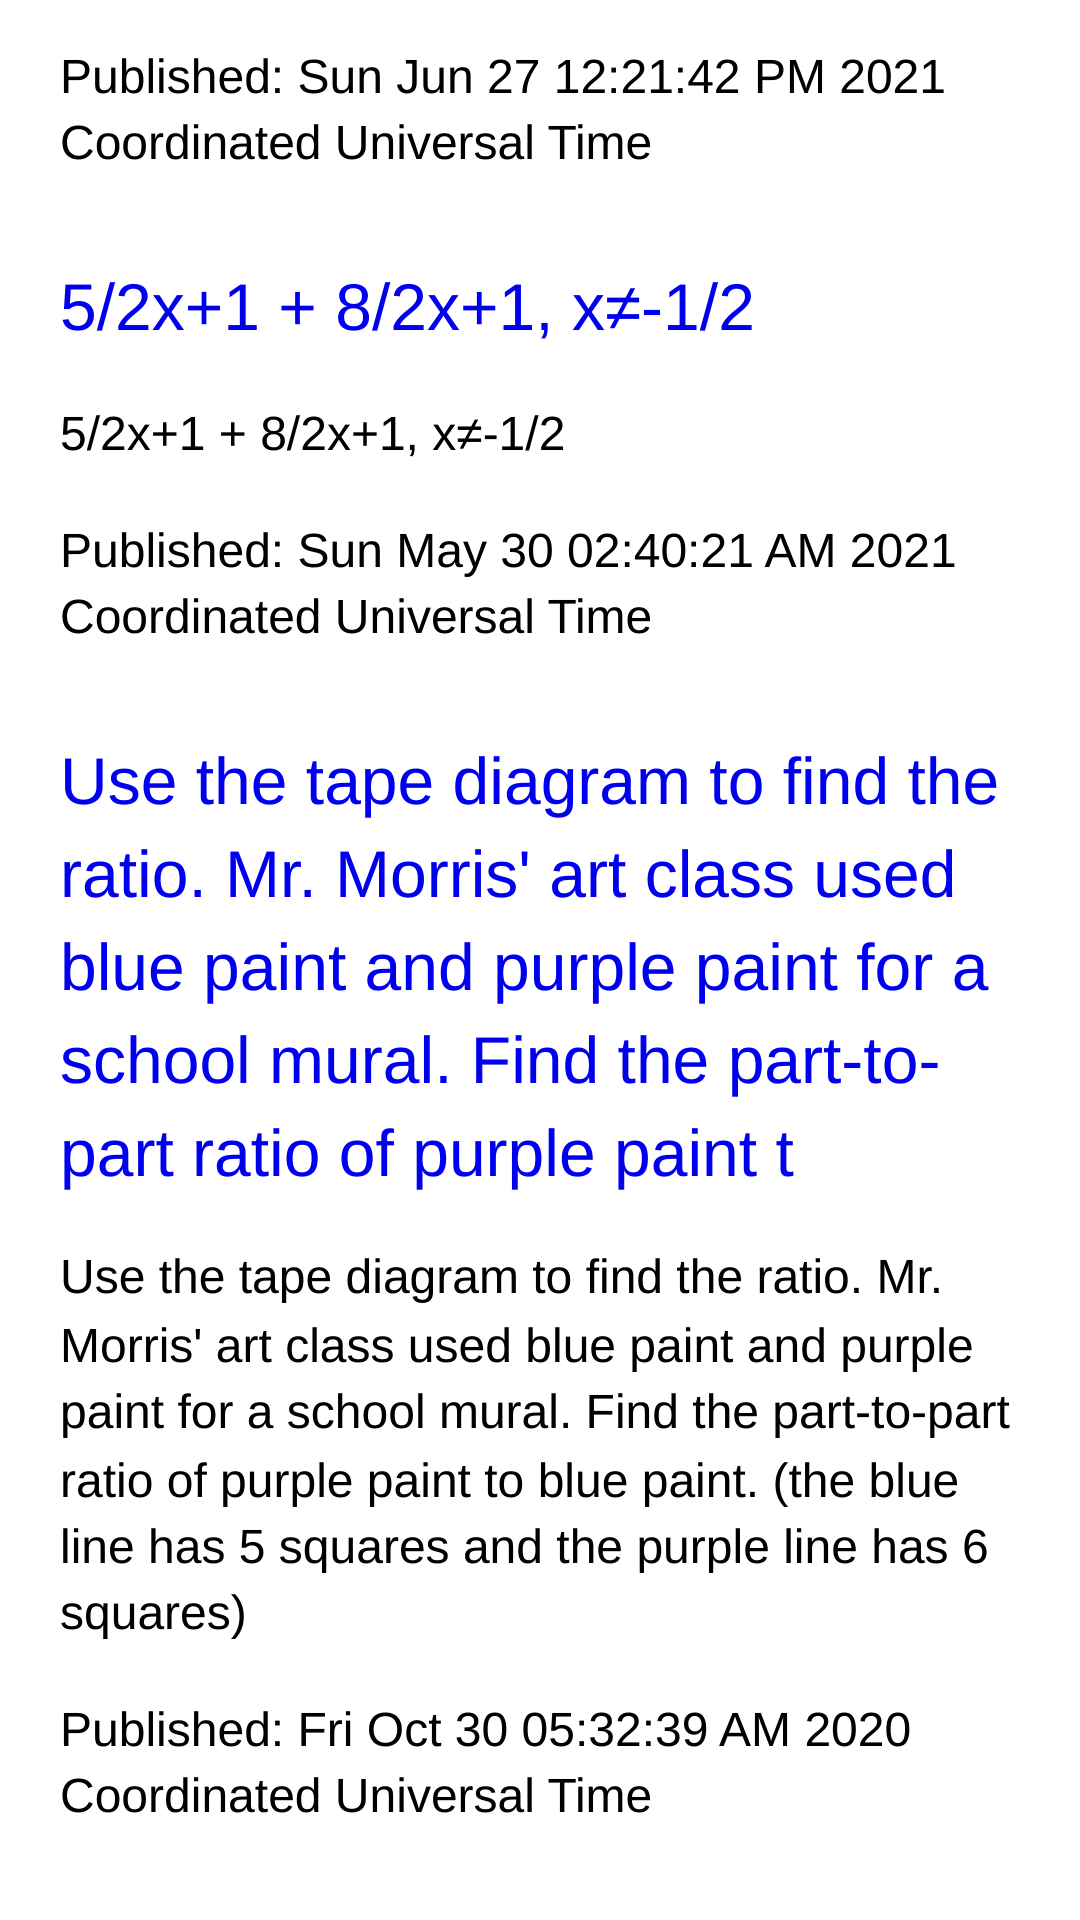 Published: Sun Jun 27 12:21:42 PM 2021
Coordinated Universal Time
5/2x+1 + 8/2x+1, x≠-1/2
5/2x+1 + 8/2x+1, x≠-1/2
Published: Sun May 30 02:40:21 AM 2021
Coordinated Universal Time
Use the tape diagram to find the
ratio. Mr. Morris' art class used
blue paint and purple paint for a
school mural. Find the part-to-
part ratio of purple paint t
Use the tape diagram to find the ratio. Mr.
Morris' art class used blue paint and purple
paint for a school mural. Find the part-to-part
ratio of purple paint to blue paint. (the blue
line has 5 squares and the purple line has 6
squares)
Published: Fri Oct 30 05:32:39 AM 2020
Coordinated Universal Time